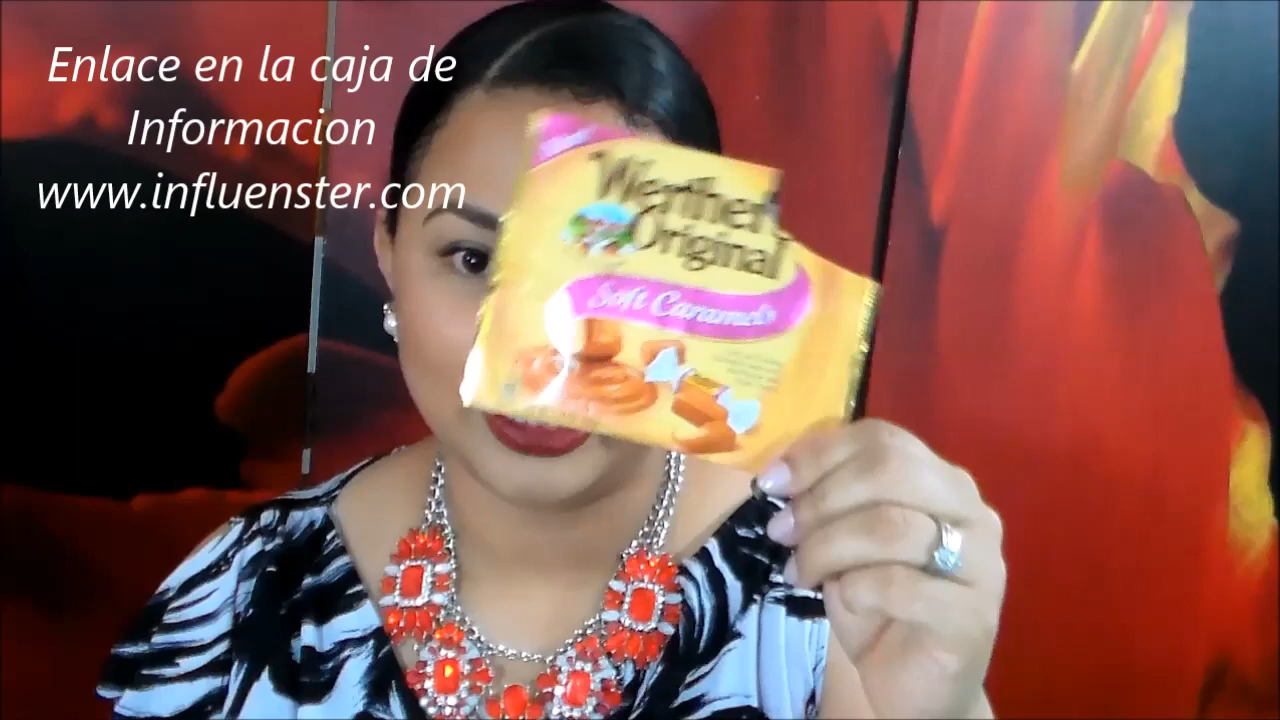 Enlace en la caja de
Informacion
www.influenster.com
Werther's
Original
Soft Caramels